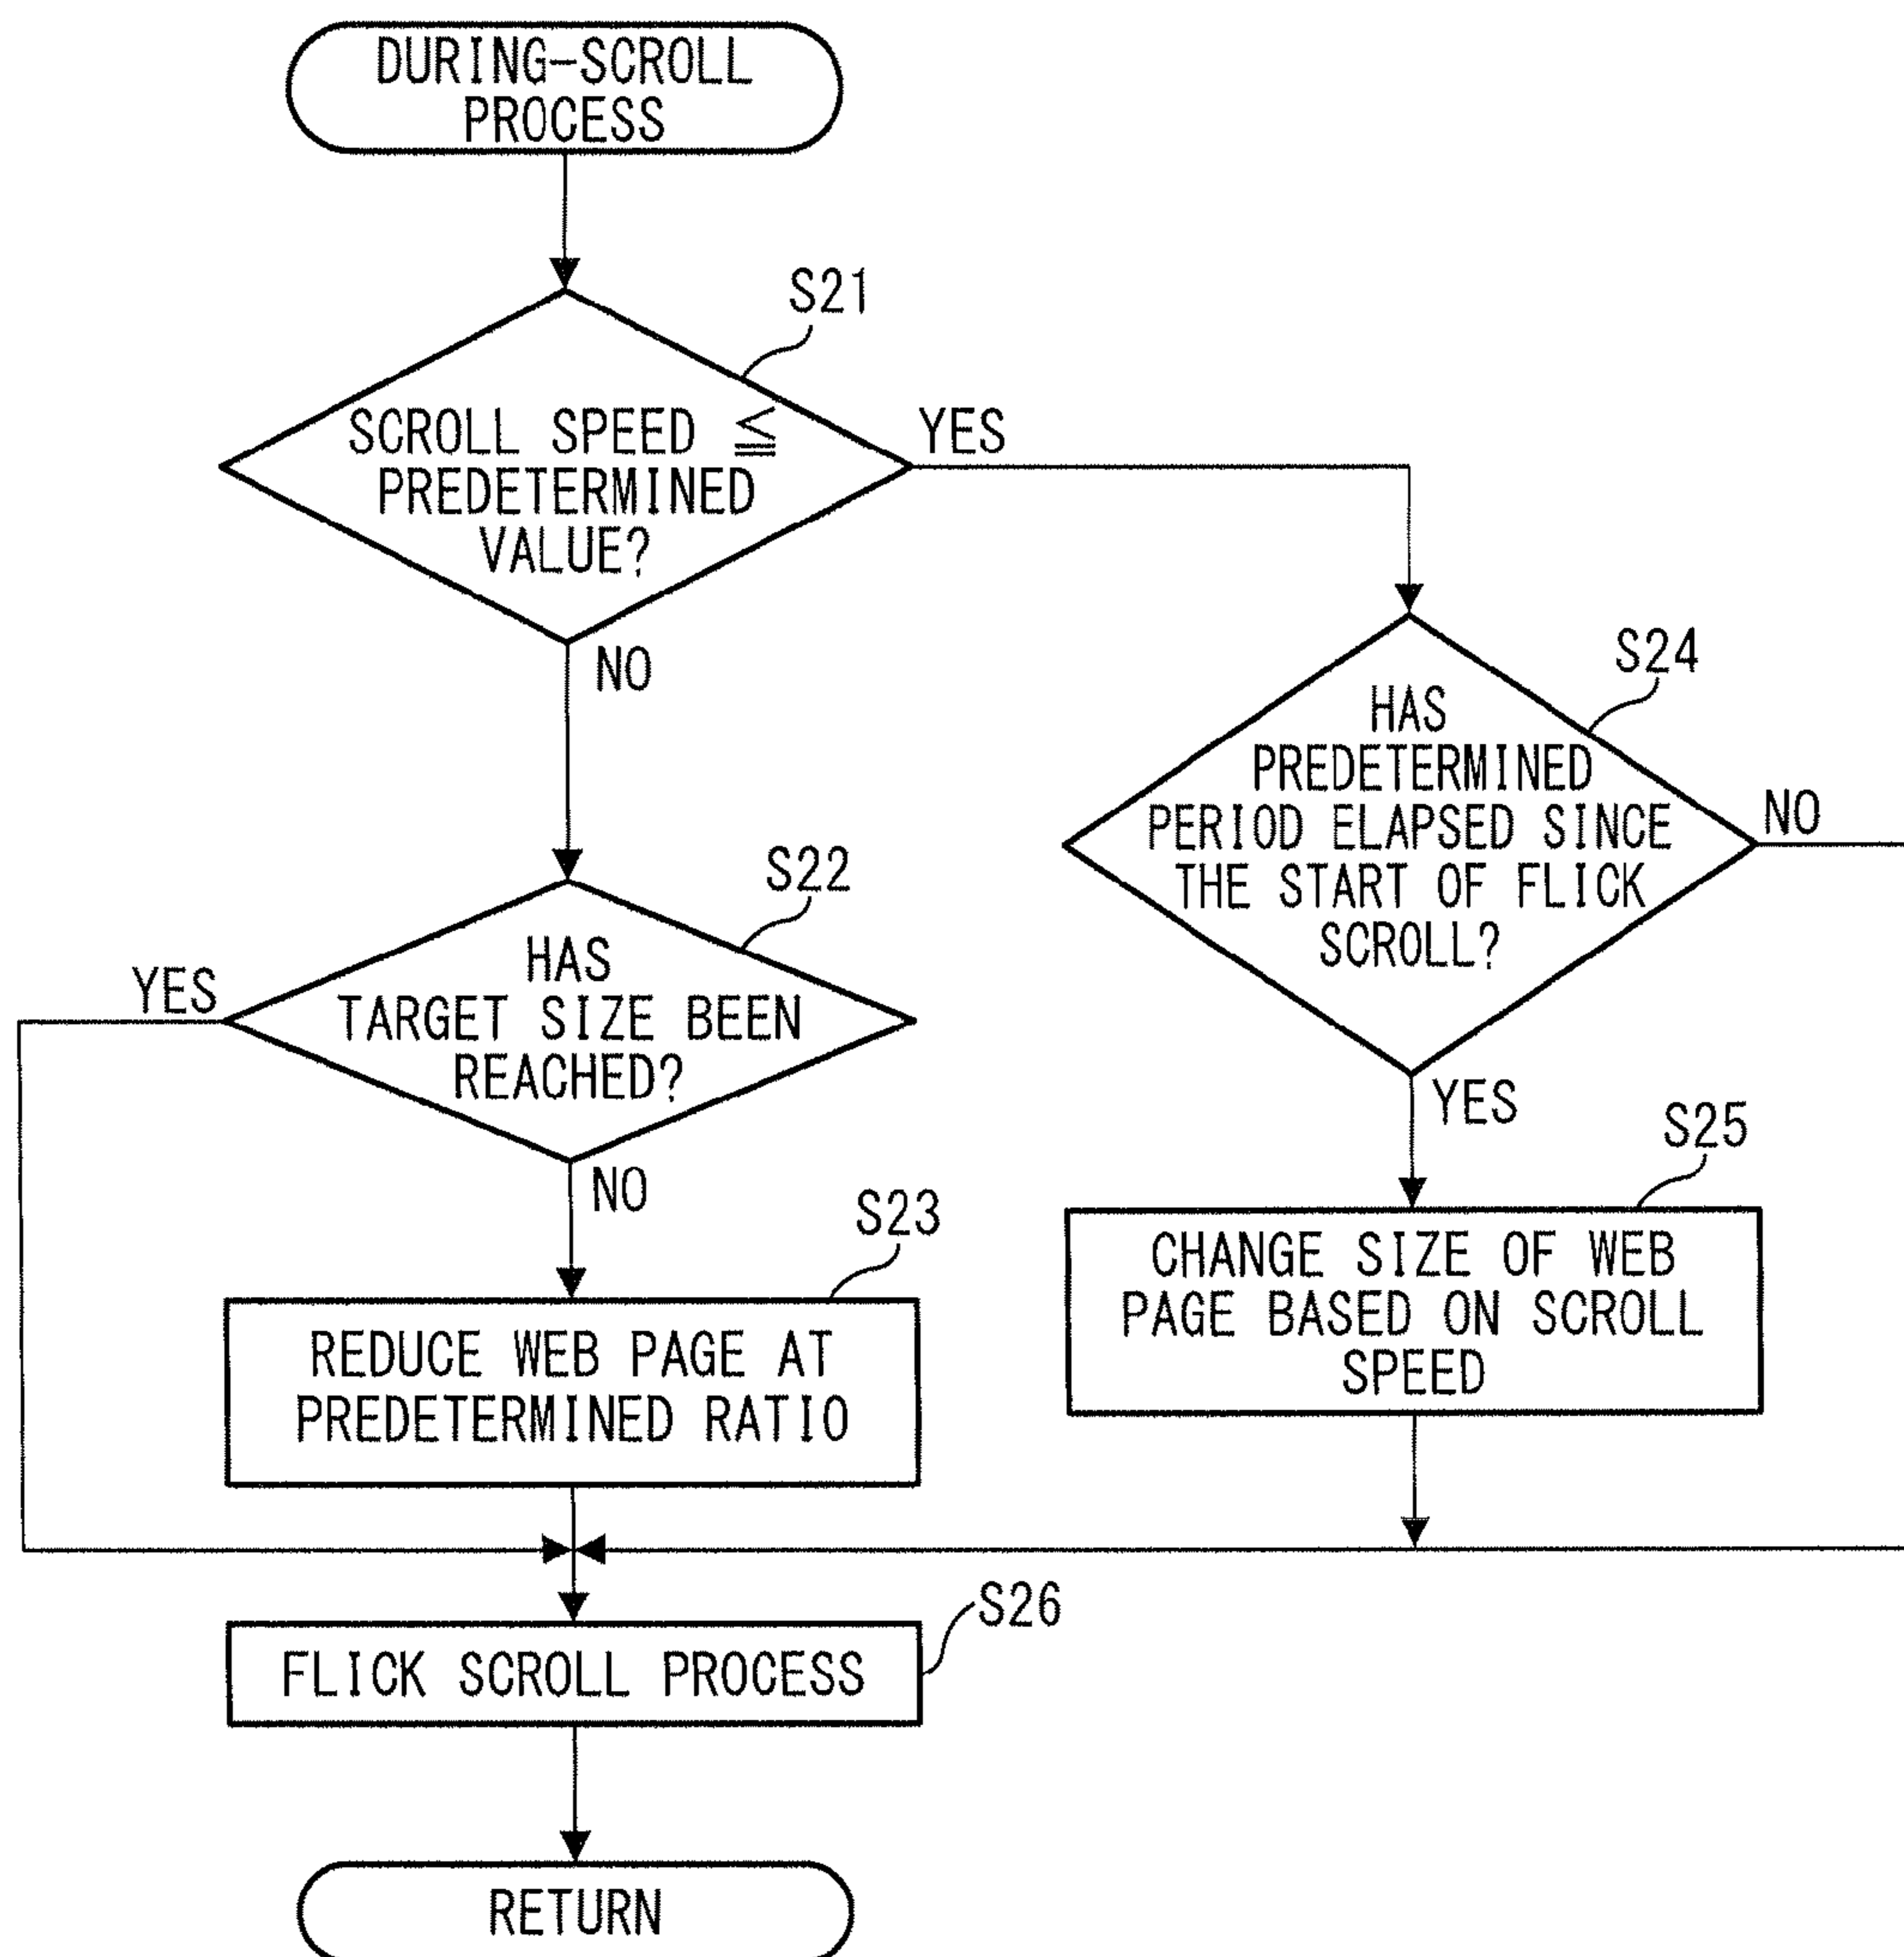 DURING-SCROLL
PROCESS
S21
SCROLL SPEED ≦
PREDETERMINED
VALUE?
YES
NO
S24
HAS
PREDETERMINED
PERIOD ELAPSED SINCE
THE START OF FLICK
SCROLL?
NO
YES
S22
HAS
TARGET SIZE BEEN
REACHED?
YES
NO
S23
REDUCE WEB PAGE AT
PREDETERMINED RATIO
S25
CHANGE SIZE OF WEB
PAGE BASED ON SCROLL
SPEED
S26
FLICK SCROLL PROCESS
RETURN